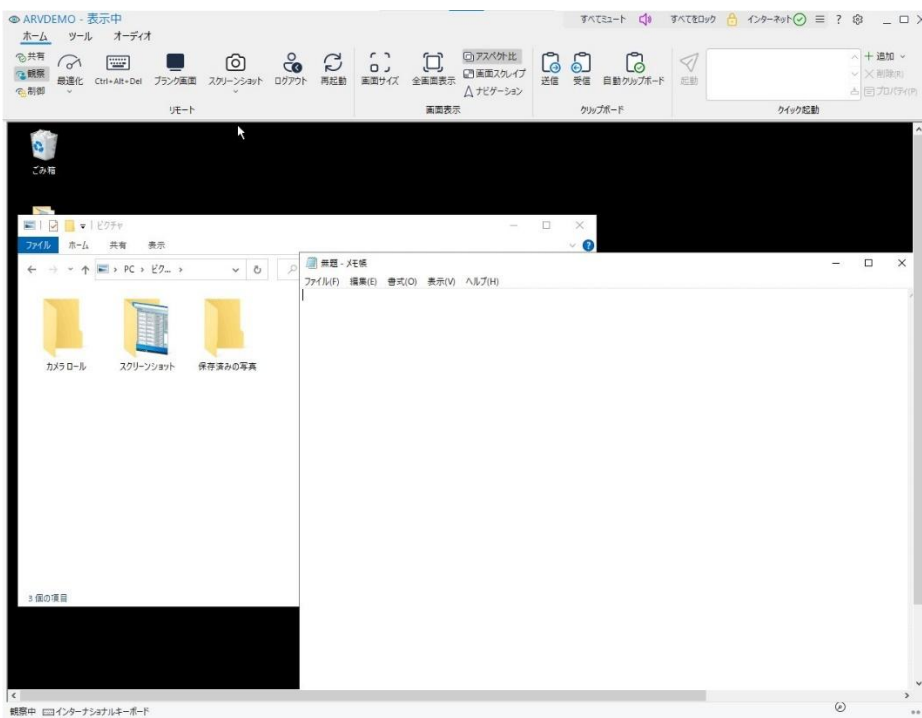 ARVDEMO - 表示中
すべてミュート すべてをロック インターネット ?
ホーム ツール オーディオ
共有
観察
制御
最適化 Ctrl+Alt+Del ブランク画面 スクリーンショット ログアウト 再起動 画面サイズ 全画面表示
アスペクト比
画面スクレイプ
ナビゲーション
送信 受信 自動クリップボード 起動
追加
削除(R)
プロパティ(P)
リモート 画面表示 クリップボード クイック起動
ごみ箱
ピクチャ
ファイル ホーム 共有 表示
PC › ピク... ›
カメラロール スクリーンショット 保存済みの写真
3 個の項目
無題 - メモ帳
ファイル(F) 編集(E) 書式(O) 表示(V) ヘルプ(H)
観察中 インターナショナルキーボード